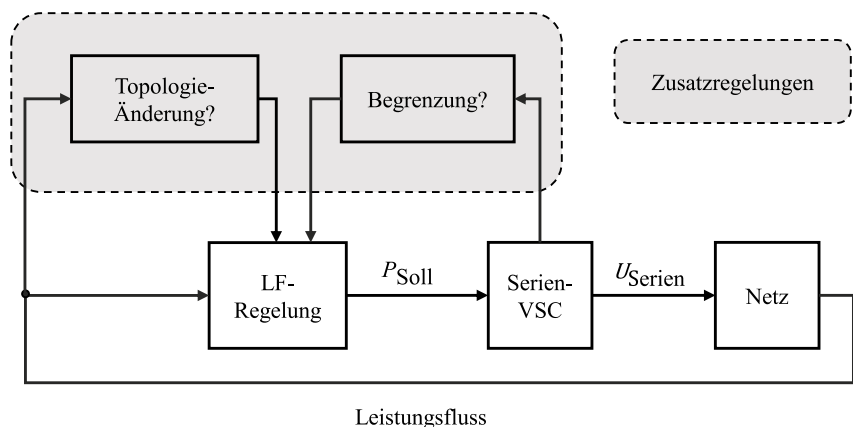 Topologie-
Änderung?
Begrenzung?
Zusatzregelungen
LF-
Regelung
PSoll
Serien-
VSC
USerien
Netz
Leistungsfluss